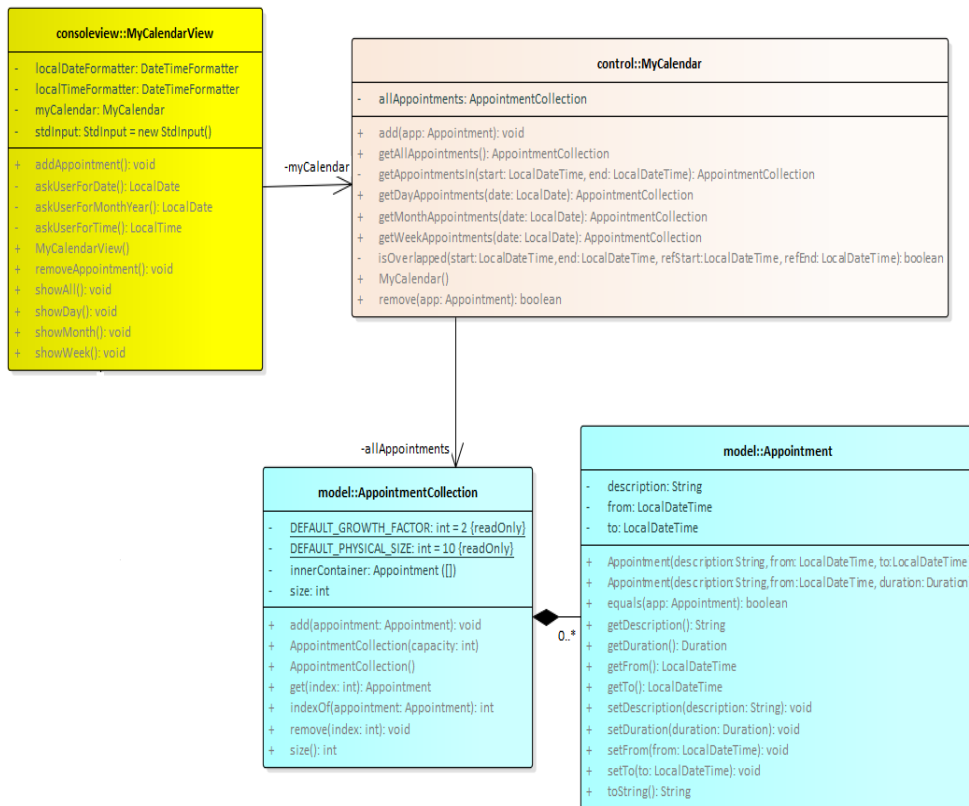 consoleview::MyCalendarView
- localDateFormatter: DateTimeFormatter
- localTimeFormatter: DateTimeFormatter
- myCalendar: MyCalendar
- stdInput: StdInput = new StdInput()
+ addAppointment(): void
- askUserForDate(): LocalDate
- askUserForMonthYear(): LocalDate
- askUserForTime(): LocalTime
+ MyCalendarView()
+ removeAppointment(): void
+ showAll(): void
+ showDay(): void
+ showMonth(): void
+ showWeek(): void
-myCalendar
control::MyCalendar
- allAppointments: AppointmentCollection
+ add(app: Appointment): void
+ getAllAppointments(): AppointmentCollection
- getAppointmentsIn(start: LocalDateTime, end: LocalDateTime): AppointmentCollection
+ getDayAppointments(date: LocalDate): AppointmentCollection
+ getMonthAppointments(date: LocalDate): AppointmentCollection
+ getWeekAppointments(date: LocalDate): AppointmentCollection
- isOverlapped(start: LocalDateTime,end: LocalDateTime, refStart:LocalDateTime, refEnd: LocalDateTime): boolean
+ MyCalendar()
+ remove(app: Appointment): boolean
-allAppointments
model::AppointmentCollection
- DEFAULT_GROWTH_FACTOR: int = 2 {readOnly}
- DEFAULT_PHYSICAL_SIZE: int = 10 {readOnly}
- innerContainer: Appointment ([])
- size: int
+ add(appointment: Appointment): void
+ AppointmentCollection(capacity: int)
+ AppointmentCollection()
+ get(index: int): Appointment
+ indexOf(appointment: Appointment): int
+ remove(index: int): void
+ size(): int
0..*
model::Appointment
- description: String
- from: LocalDateTime
- to: LocalDateTime
+ Appointment(description:String,from: LocalDateTime, to:LocalDateTime
+ Appointment(description:String,from:LocalDateTime, duration:Duration
+ equals(app: Appointment): boolean
+ getDescription(): String
+ getDuration(): Duration
+ getFrom(): LocalDateTime
+ getTo(): LocalDateTime
+ setDescription(description: String): void
+ setDuration(duration: Duration): void
+ setFrom(from: LocalDateTime): void
+ setTo(to: LocalDateTime): void
+ toString(): String